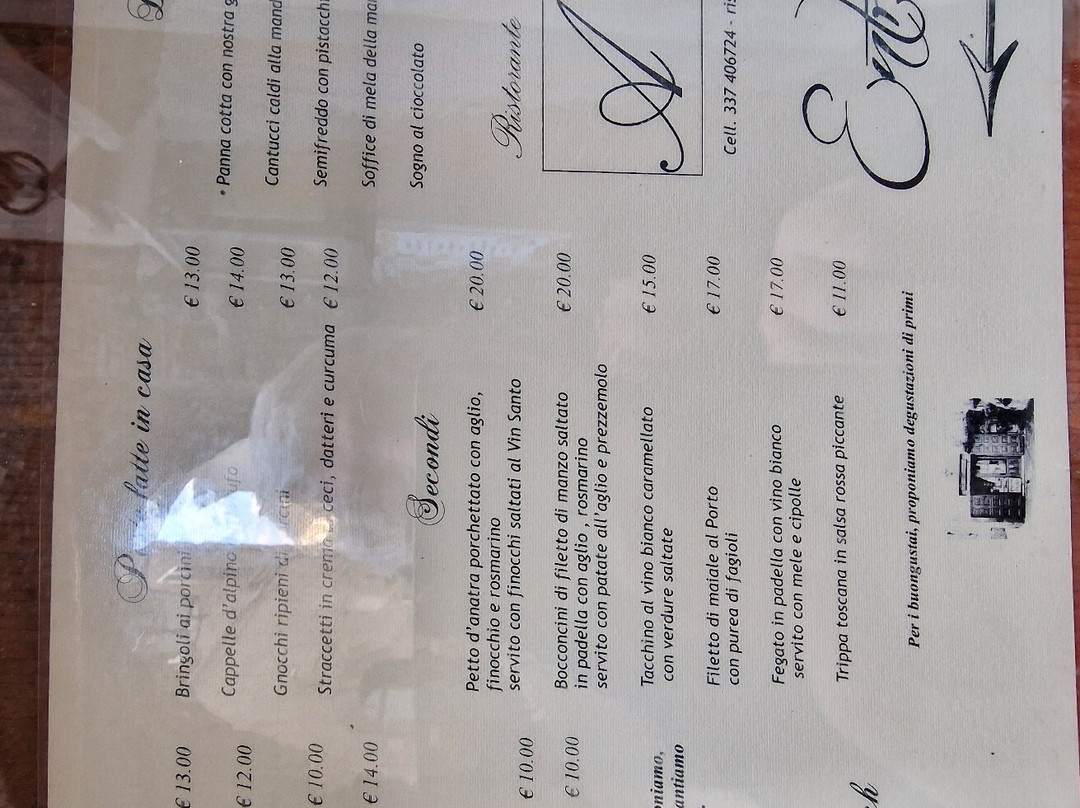 € 13.00
€ 12.00
€ 10.00
€ 14.00
€ 10.00
€ 10.00
fatte in casa
Bringoli ai porcini € 13.00
Cappelle d'alpino € 14.00
Gnocchi ripieni di € 13.00
Straccetti in crema ceci, datteri e curcuma € 12.00
Secondi
Petto d'anatra porchettato con aglio,
finocchio e rosmarino
servito con finocchi saltati al Vin Santo € 20.00
Bocconcini di filetto di manzo saltato
in padella con aglio , rosmarino
servito con patate all'aglio e prezzemolo € 20.00
Tacchino al vino bianco caramellato
con verdure saltate € 15.00
Filetto di maiale al Porto
con purea di fagioli € 17.00
Fegato in padella con vino bianco
servito con mele e cipolle € 17.00
Trippa toscana in salsa rossa piccante € 11.00
Per i buongustai, proponiamo degustazioni di primi
* Panna cotta con nostra
Cantucci caldi alla
Semifreddo con
Soffice di mela della
Sogno al cioccolato
Ristorante
A
Cell. 337 406724 -